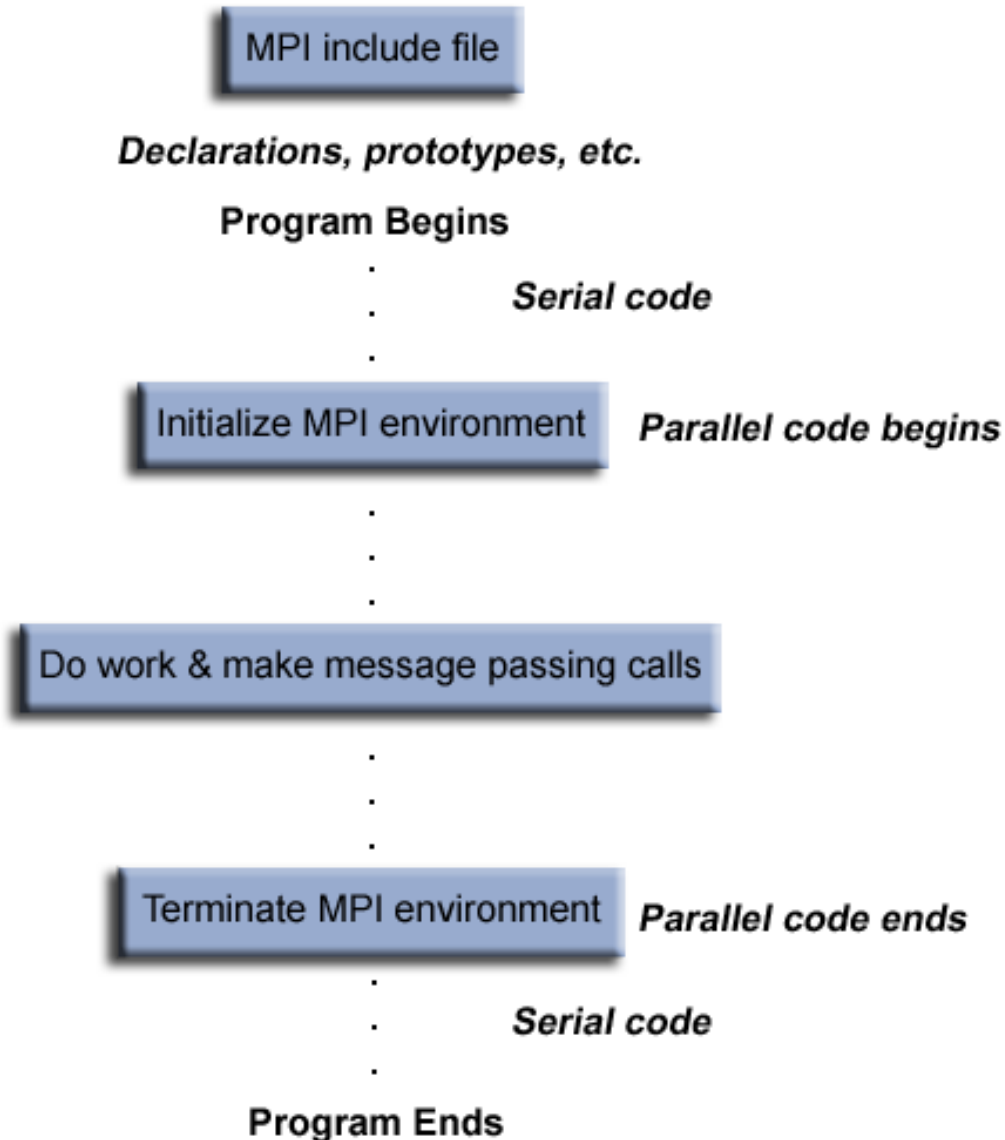 MPI include file
Declarations, prototypes, etc.
Program Begins
Serial code
Initialize MPI environment
Parallel code begins
Do work & make message passing calls
Terminate MPI environment
Parallel code ends
Serial code
Program Ends